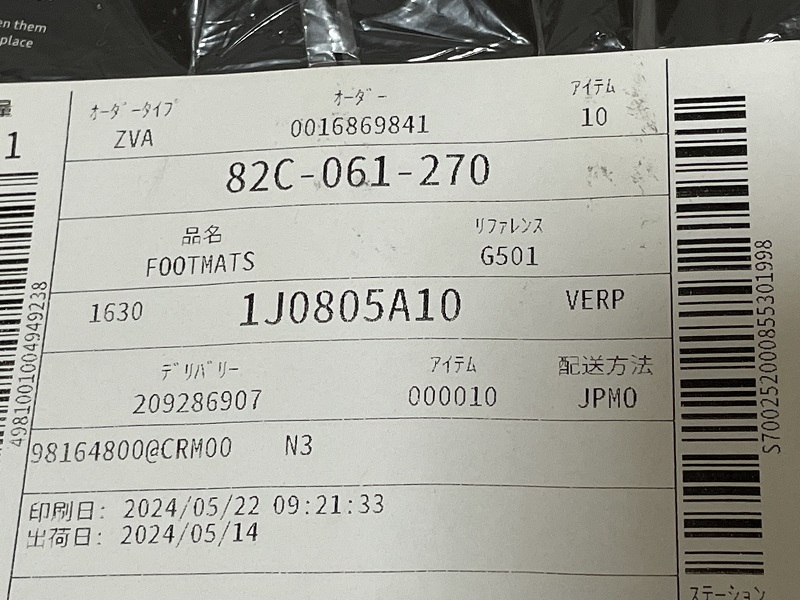 en them
place
量
1
ｵｰﾀﾞｰﾀｲﾌﾟ
ZVA
ｵｰﾀﾞｰ
0016869841
ｱｲﾃﾑ
10
82C-061-270
品名
FOOTMATS
ﾘﾌｧﾚﾝｽ
G501
1630
1J0805A10
VERP
ﾃﾞﾘﾊﾞﾘｰ
209286907
ｱｲﾃﾑ
000010
配送方法
JPMO
98164800@CRM00 N3
印刷日: 2024/05/22 09:21:33
出荷日: 2024/05/14
4981001004949238
S7002520008553019​98
ｽﾃｰｼｮﾝ